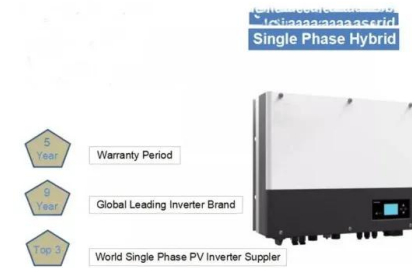 Single Phase Hybrid
5
Year
Warranty Period
9
Year
Global Leading Inverter Brand
Top 3
World Single Phase PV Inverter Suppler